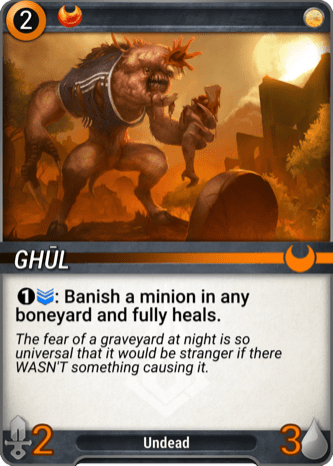 2
GHŪL
1: Banish a minion in any
boneyard and fully heals.
The fear of a graveyard at night is so
universal that it would be stranger if there
WASN'T something causing it.
2 Undead 3